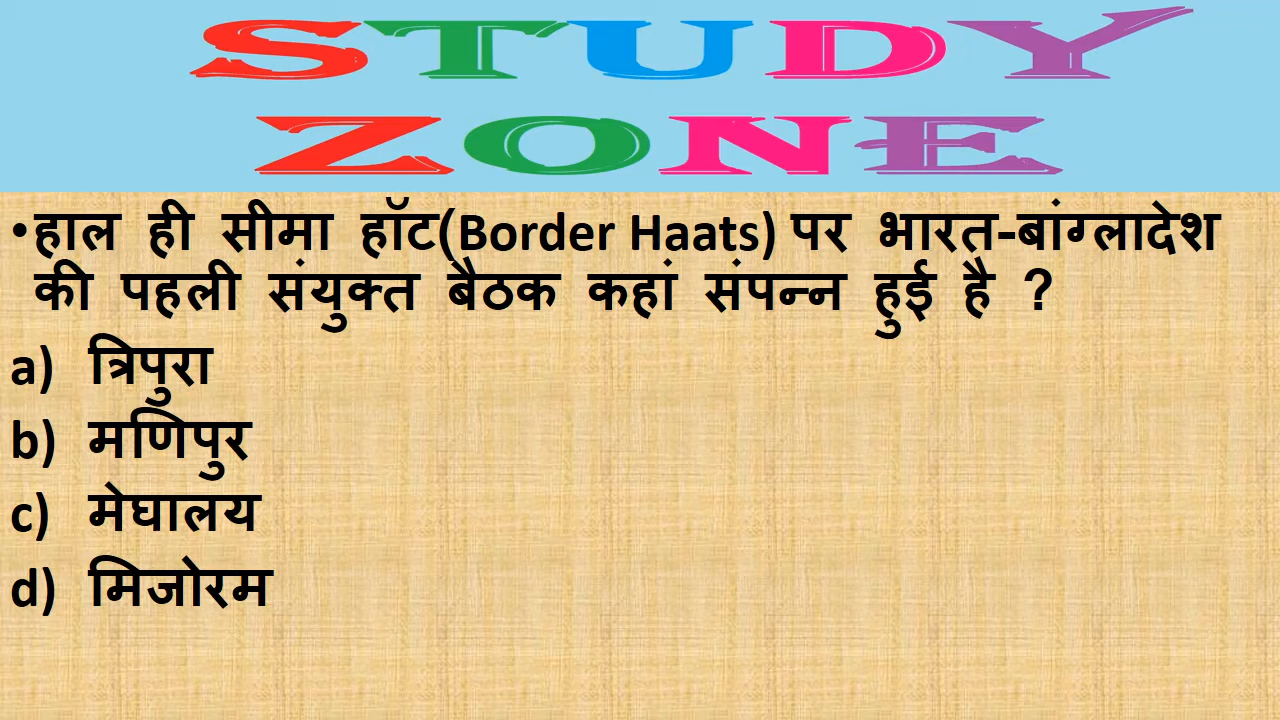 STUDY
ZONE
•हाल ही सीमा हॉट(Border Haats) पर भारत-बांग्लादेश
की पहली संयुक्त बैठक कहां संपन्न हुई है ?
a) त्रिपुरा
b) मणिपुर
c) मेघालय
d) मिजोरम